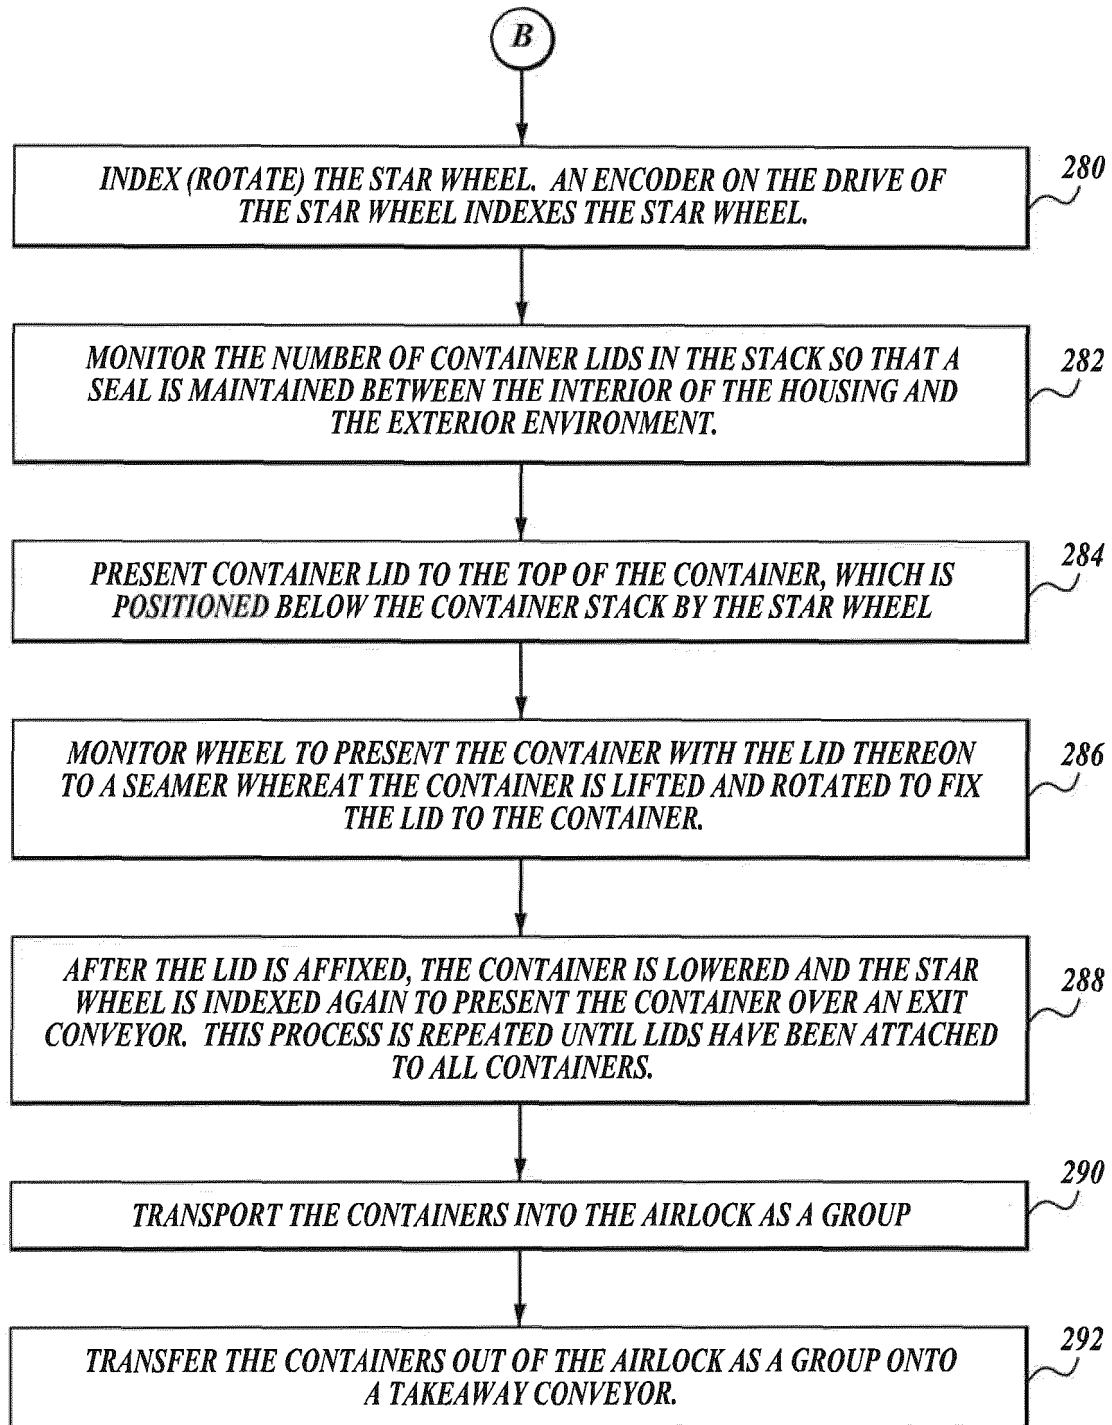 B
INDEX (ROTATE) THE STAR WHEEL. AN ENCODER ON THE DRIVE OF
THE STAR WHEEL INDEXES THE STAR WHEEL.
280
MONITOR THE NUMBER OF CONTAINER LIDS IN THE STACK SO THAT A
SEAL IS MAINTAINED BETWEEN THE INTERIOR OF THE HOUSING AND
THE EXTERIOR ENVIRONMENT.
282
PRESENT CONTAINER LID TO THE TOP OF THE CONTAINER, WHICH IS
POSITIONED BELOW THE CONTAINER STACK BY THE STAR WHEEL
284
MONITOR WHEEL TO PRESENT THE CONTAINER WITH THE LID THEREON
TO A SEAMER WHEREAT THE CONTAINER IS LIFTED AND ROTATED TO FIX
THE LID TO THE CONTAINER.
286
AFTER THE LID IS AFFIXED, THE CONTAINER IS LOWERED AND THE STAR
WHEEL IS INDEXED AGAIN TO PRESENT THE CONTAINER OVER AN EXIT
CONVEYOR. THIS PROCESS IS REPEATED UNTIL LIDS HAVE BEEN ATTACHED
TO ALL CONTAINERS.
288
TRANSPORT THE CONTAINERS INTO THE AIRLOCK AS A GROUP
290
TRANSFER THE CONTAINERS OUT OF THE AIRLOCK AS A GROUP ONTO
A TAKEAWAY CONVEYOR.
292